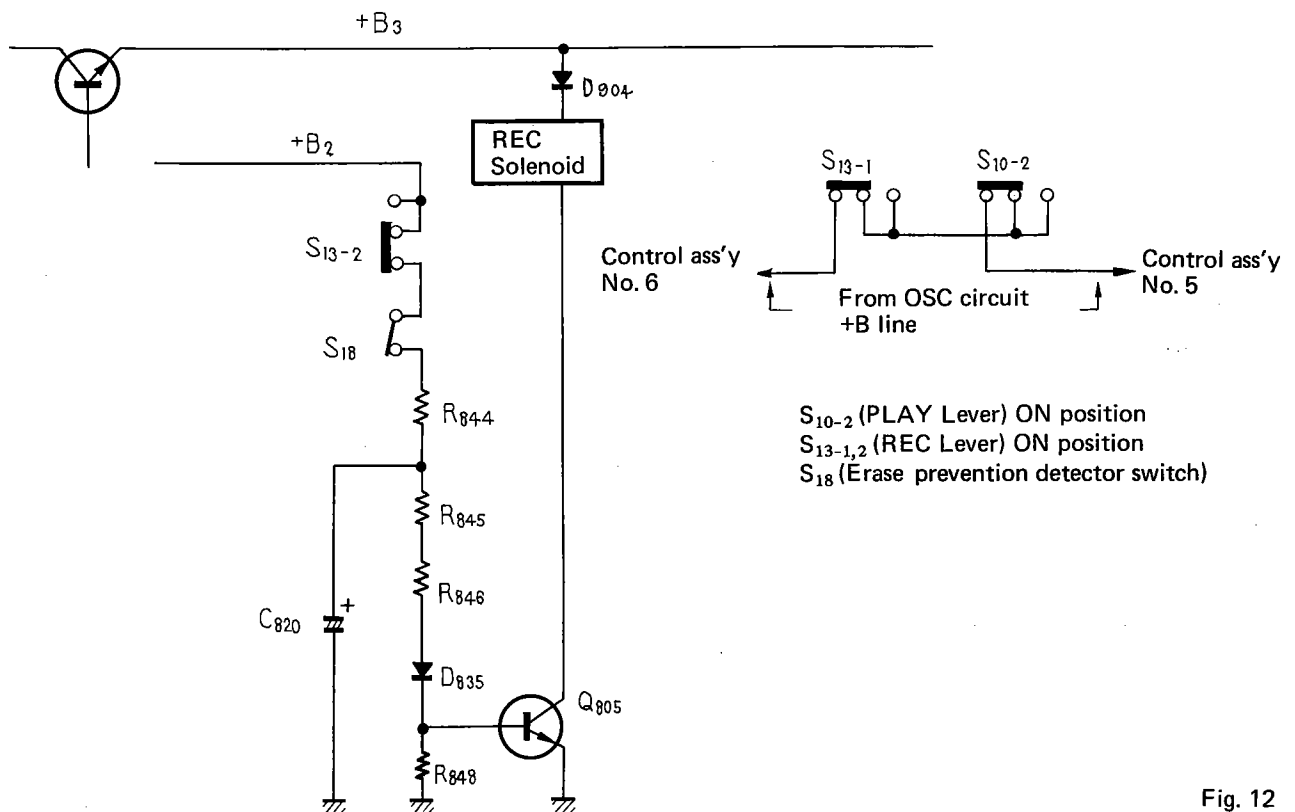 +B3
D904
REC
Solenoid
+B2
S13-2
S18
R844
R845
R846
C820
+
D835
Q805
R848
S13-1
S10-2
Control ass'y
No. 6
From OSC circuit
+B line
Control ass'y
No. 5
S10-2 (PLAY Lever) ON position
S13-1,2 (REC Lever) ON position
S18 (Erase prevention detector switch)
Fig. 12